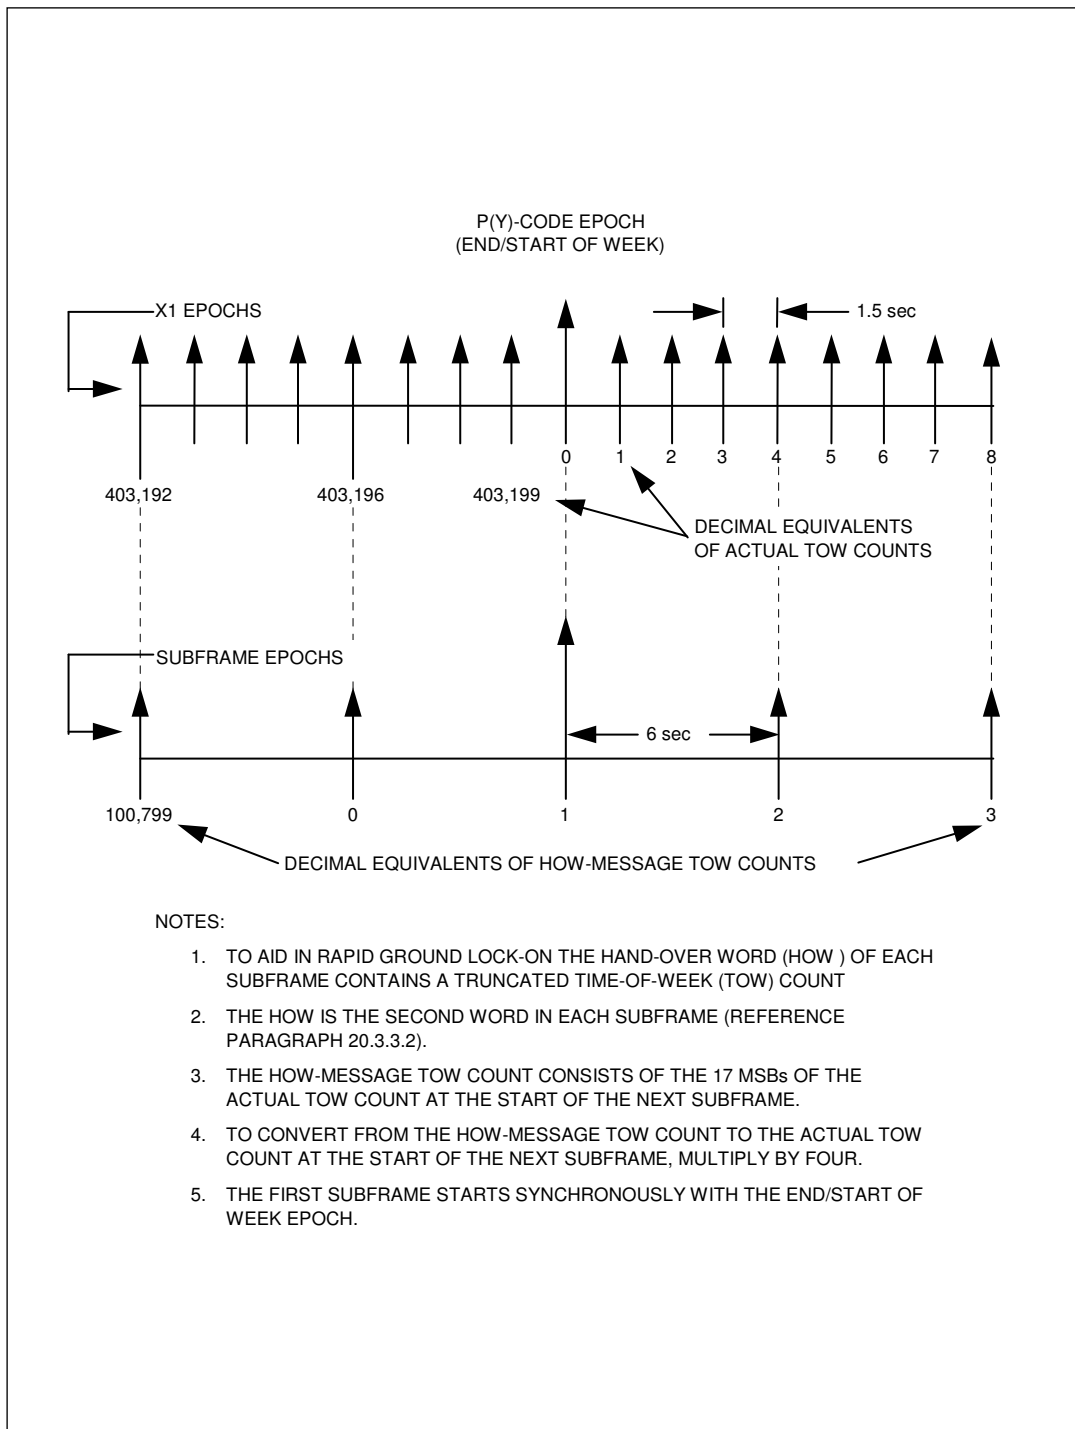 P(Y)-CODE EPOCH
(END/START OF WEEK)
X1 EPOCHS
1.5 sec
0 1 2 3 4 5 6 7 8
403,192 403,196 403,199
DECIMAL EQUIVALENTS
OF ACTUAL TOW COUNTS
SUBFRAME EPOCHS
6 sec
100,799 0 1 2 3
DECIMAL EQUIVALENTS OF HOW-MESSAGE TOW COUNTS
NOTES:
1. TO AID IN RAPID GROUND LOCK-ON THE HAND-OVER WORD (HOW ) OF EACH
SUBFRAME CONTAINS A TRUNCATED TIME-OF-WEEK (TOW) COUNT
2. THE HOW IS THE SECOND WORD IN EACH SUBFRAME (REFERENCE
PARAGRAPH 20.3.3.2).
3. THE HOW-MESSAGE TOW COUNT CONSISTS OF THE 17 MSBs OF THE
ACTUAL TOW COUNT AT THE START OF THE NEXT SUBFRAME.
4. TO CONVERT FROM THE HOW-MESSAGE TOW COUNT TO THE ACTUAL TOW
COUNT AT THE START OF THE NEXT SUBFRAME, MULTIPLY BY FOUR.
5. THE FIRST SUBFRAME STARTS SYNCHRONOUSLY WITH THE END/START OF
WEEK EPOCH.